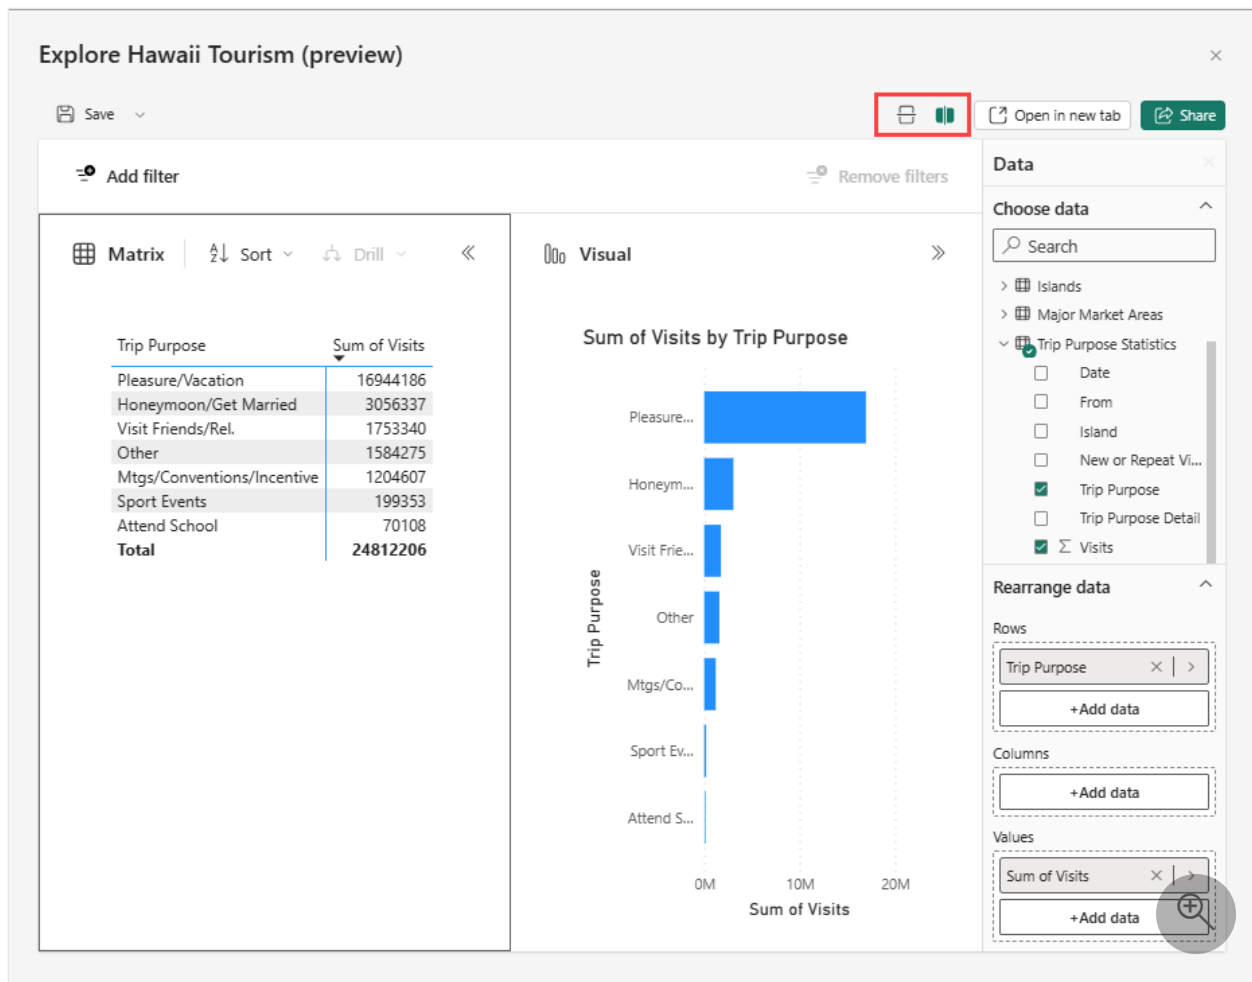 Explore Hawaii Tourism (preview)
Save
Open in new tab
Share
Add filter
Remove filters
Matrix
Sort
Drill
Trip Purpose Sum of Visits
Pleasure/Vacation 16944186
Honeymoon/Get Married 3056337
Visit Friends/Rel. 1753340
Other 1584275
Mtgs/Conventions/Incentive 1204607
Sport Events 199353
Attend School 70108
Total 24812206
Visual
Sum of Visits by Trip Purpose
Trip Purpose
Pleasure...
Honeym...
Visit Frie...
Other
Mtgs/Co...
Sport Ev...
Attend S...
0M 10M 20M
Sum of Visits
Data
Choose data
Search
Islands
Major Market Areas
Trip Purpose Statistics
Date
From
Island
New or Repeat Vi...
Trip Purpose
Trip Purpose Detail
Σ Visits
Rearrange data
Rows
Trip Purpose
+Add data
Columns
+Add data
Values
Sum of Visits
+Add data